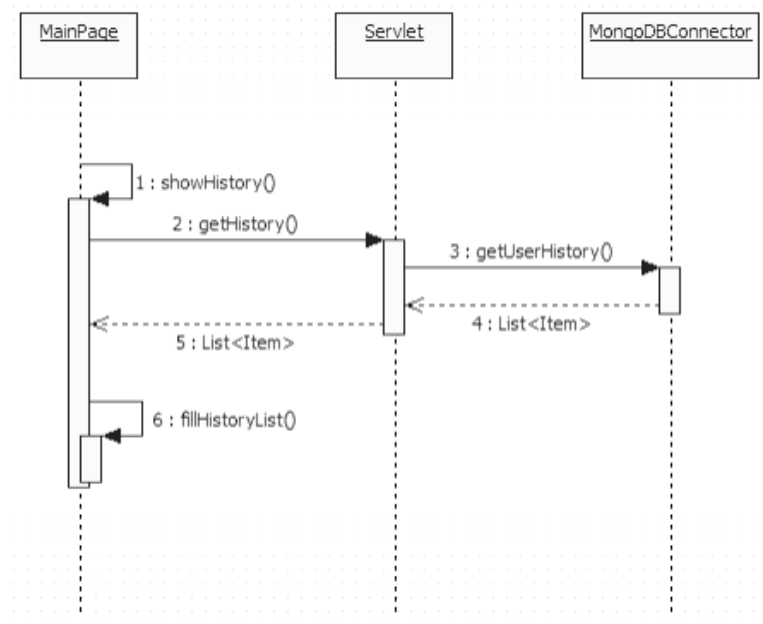 MainPage
Servlet
MongoDBConnector
1 : showHistory()
2 : getHistory()
3 : getUserHistory()
4 : List<Item>
5 : List<Item>
6 : fillHistoryList()